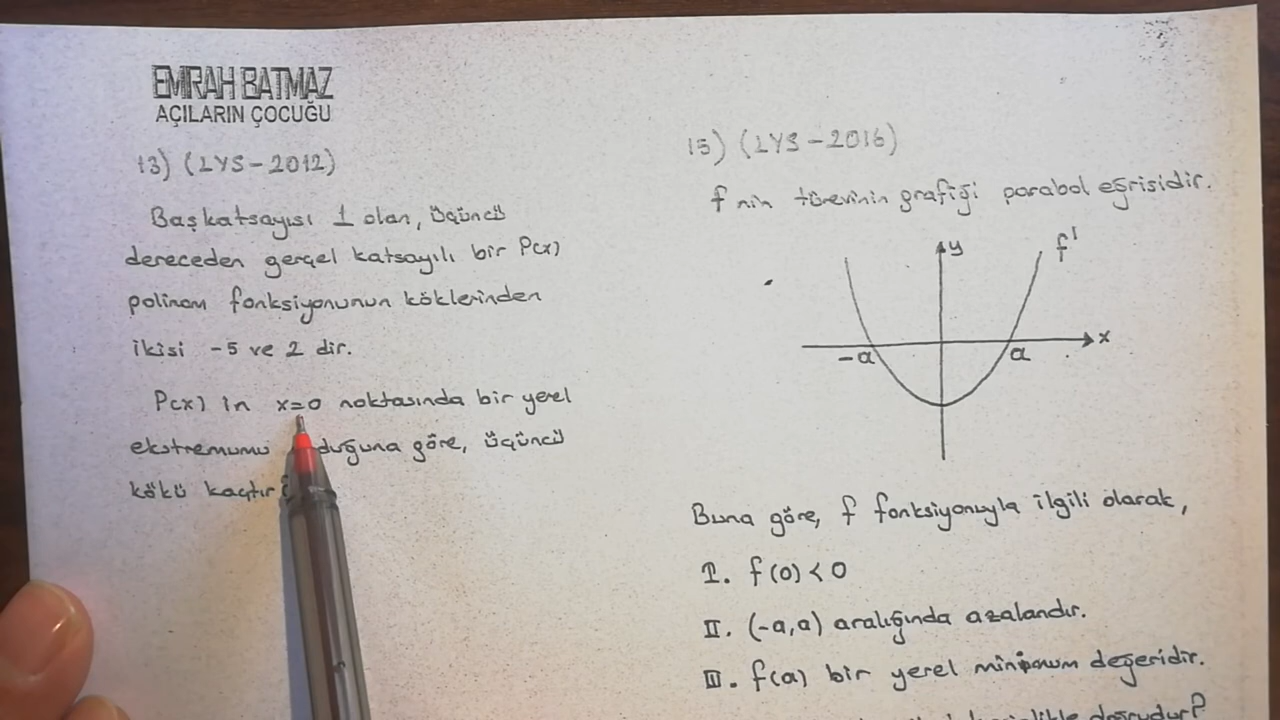 EMRAH BATMAZ
AÇILARIN ÇOCUĞU
13) (LYS-2012)
Başkatsayısı 1 olan, üçüncü
dereceden gerçel katsayılı bir P(x)
polinom fonksiyonunun köklerinden
ikisi -5 ve 2 dir.
P(x) in x=0 noktasında bir yerel
ekstremumu duğuna göre, üçüncü
kökü kaçtır?
15) (LYS-2016)
f nin türevinin grafiği parabol eğrisidir.
y
f'
x
-a
a
Buna göre, f fonksiyonuyla ilgili olarak,
I. f(0) < 0
II. (-a,a) aralığında azalandır.
III. f(a) bir yerel minimum değeridir.
doğrudur?